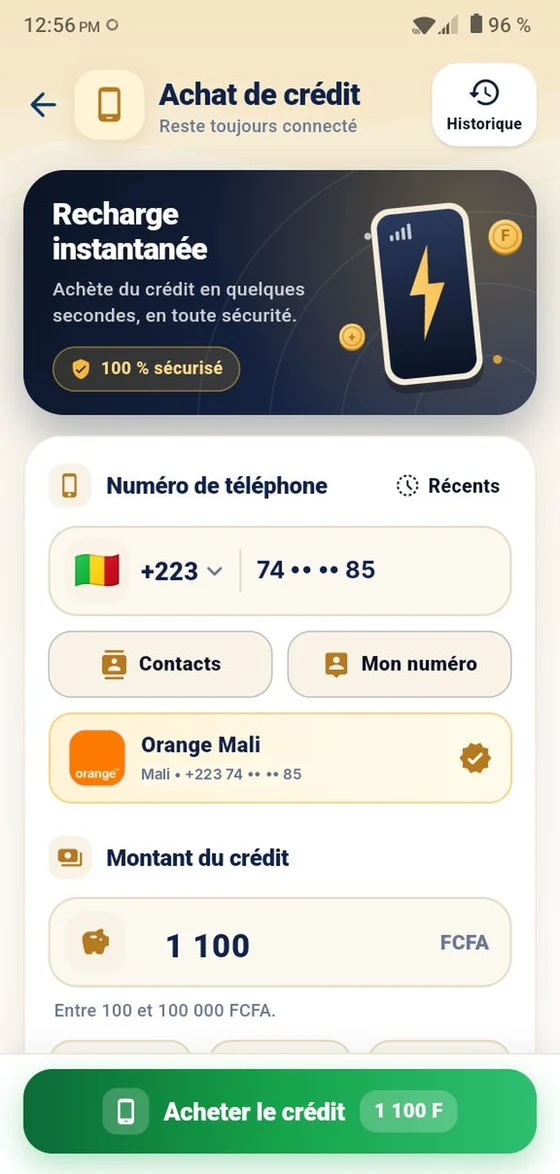 12:56 PM
96 %
Achat de crédit
Reste toujours connecté
Historique
Recharge
instantanée
Achète du crédit en quelques
secondes, en toute sécurité.
100 % sécurisé
F
Numéro de téléphone
Récents
+223
74 •• •• 85
Contacts
Mon numéro
orange™
Orange Mali
Mali • +223 74 •• •• 85
Montant du crédit
1 100
FCFA
Entre 100 et 100 000 FCFA.
Acheter le crédit
1 100 F